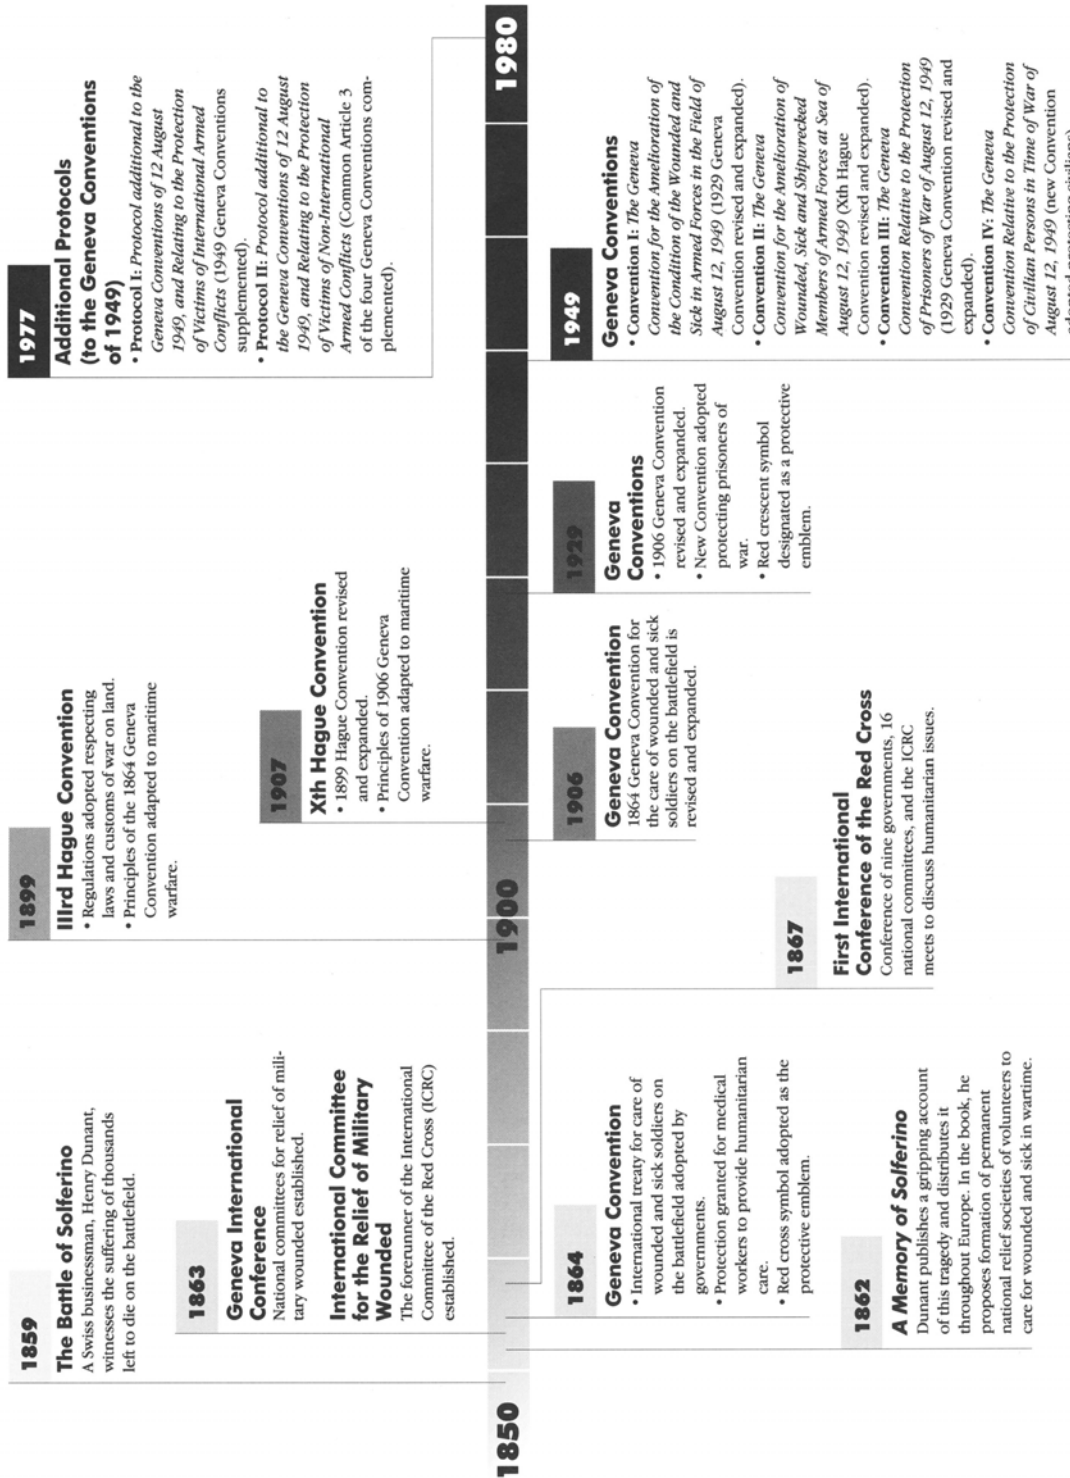 1859
The Battle of Solferino
A Swiss businessman, Henry Dunant,
witnesses the suffering of thousands
left to die on the battlefield.
1863
Geneva International
Conference
National committees for relief of mili-
tary wounded established.
International Committee
for the Relief of Military
Wounded
The forerunner of the International
Committee of the Red Cross (ICRC)
established.
1899
IIIrd Hague Convention
• Regulations adopted respecting
laws and customs of war on land.
• Principles of the 1864 Geneva
Convention adapted to maritime
warfare.
1907
Xth Hague Convention
• 1899 Hague Convention revised
and expanded.
• Principles of 1906 Geneva
Convention adapted to maritime
warfare.
1977
Additional Protocols
(to the Geneva Conventions
of 1949)
• Protocol I: Protocol additional to the
Geneva Conventions of 12 August
1949, and Relating to the Protection
of Victims of International Armed
Conflicts (1949 Geneva Conventions
supplemented).
• Protocol II: Protocol additional to
the Geneva Conventions of 12 August
1949 and Relating to the Protection
of Victims of Non-International
Armed Conflicts (Common Article 3
of the four Geneva Conventions com-
plemented).
1850
1900
1980
1864
Geneva Convention
• International treaty for care of
wounded and sick soldiers on
the battlefield adopted by
governments.
• Protection granted for medical
workers to provide humanitarian
care.
• Red cross symbol adopted as the
protective emblem.
1862
A Memory of Solferino
Dunant publishes a gripping account
of this tragedy and distributes it
throughout Europe. In the book, he
proposes formation of permanent
national relief societies of volunteers to
care for wounded and sick in wartime.
1867
First International
Conference of the Red Cross
Conference of nine governments, 16
national committees, and the ICRC
meets to discuss humanitarian issues.
1906
Geneva Convention
1864 Geneva Convention for
the care of wounded and sick
soldiers on the battlefield is
revised and expanded.
1929
Geneva
Conventions
• 1906 Geneva Convention
revised and expanded.
• New Convention adopted
protecting prisoners of
war.
• Red crescent symbol
designated as a protective
emblem.
1949
Geneva Conventions
• Convention I: The Geneva
Convention for the Amelioration of
the Condition of the Wounded and
Sick in Armed Forces in the Field of
August 12, 1949 (1929 Geneva
Convention revised and expanded).
• Convention II: The Geneva
Convention for the Amelioration of
Wounded, Sick and Shipwrecked
Members of Armed Forces at Sea of
August 12, 1949 (Xth Hague
Convention revised and expanded).
• Convention III: The Geneva
Convention Relative to the Protection
of Prisoners of War of August 12, 1949
(1929 Geneva Convention revised and
expanded).
• Convention IV: The Geneva
Convention Relative to the Protection
of Civilian Persons in Time of War of
August 12, 1949 (new Convention
adopted protecting civilians).